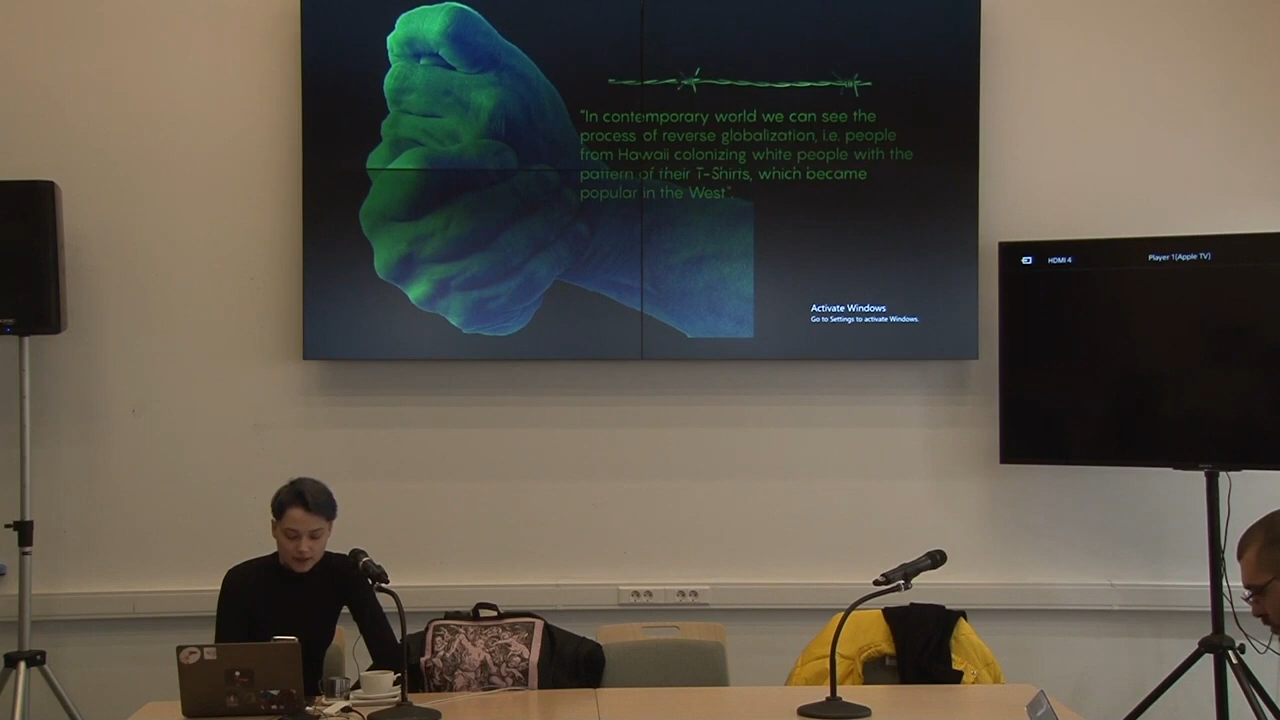 "In contemporary world we can see the
process of reverse globalization, i.e. people
from Hawaii colonizing white people with the
pattern of their T-Shirts, which became
popular in the West".
Activate Windows
Go to Settings to activate Windows.
HDMI 4
Player 1(Apple TV)